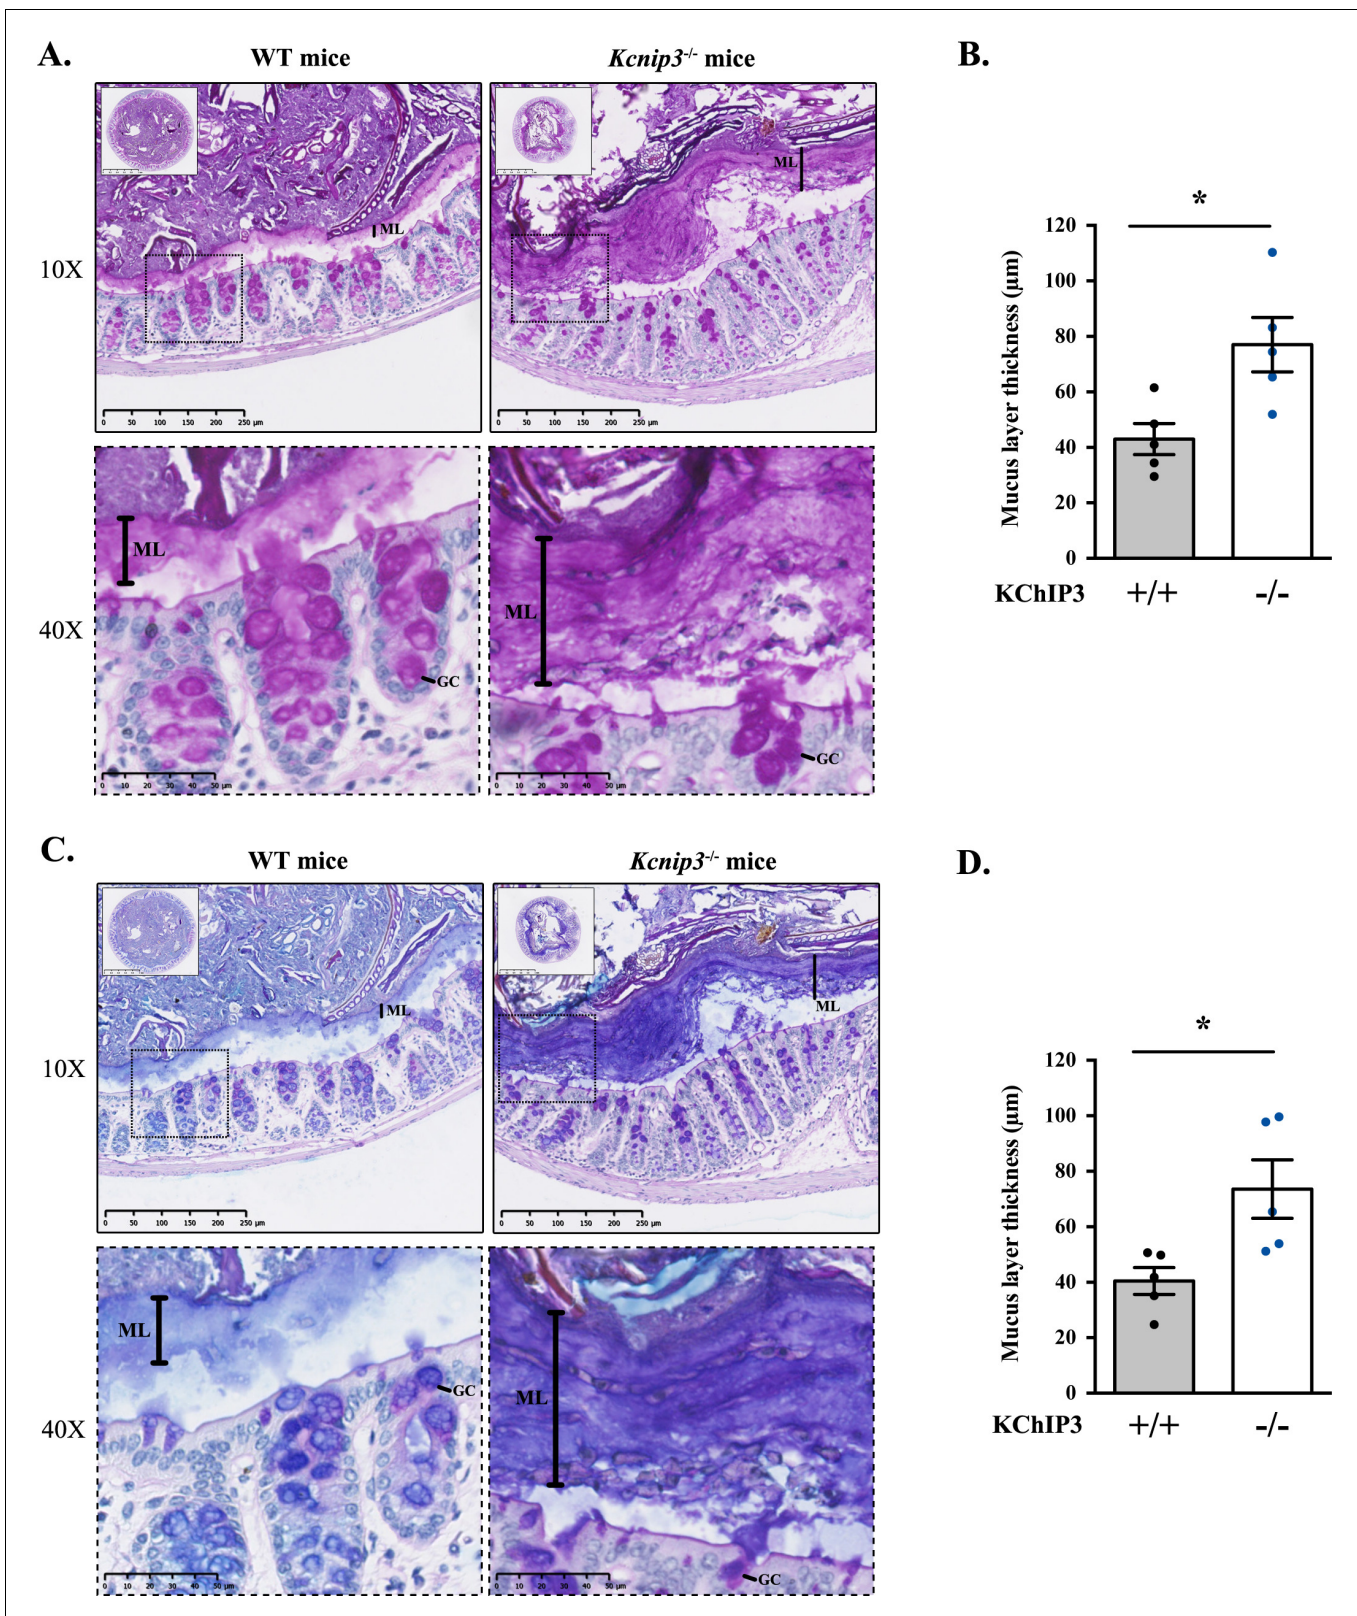 A.
WT mice
Kcnip3-/- mice
10X
ML
0 50 100 150 200 250 µm
ML
0 50 100 150 200 250 µm
40X
ML
GC
0 10 20 30 40 50 µm
ML
GC
0 10 20 30 40 50 µm
B.
*
Mucus layer thickness (µm)
120
100
80
60
40
20
0
KChIP3 +/+ -/-
C.
WT mice
Kcnip3-/- mice
10X
ML
0 50 100 150 200 250 µm
ML
0 50 100 150 200 250 µm
40X
ML
GC
0 10 20 30 40 50 µm
ML
GC
0 10 20 30 40 50 µm
D.
*
Mucus layer thickness (µm)
120
100
80
60
40
20
0
KChIP3 +/+ -/-